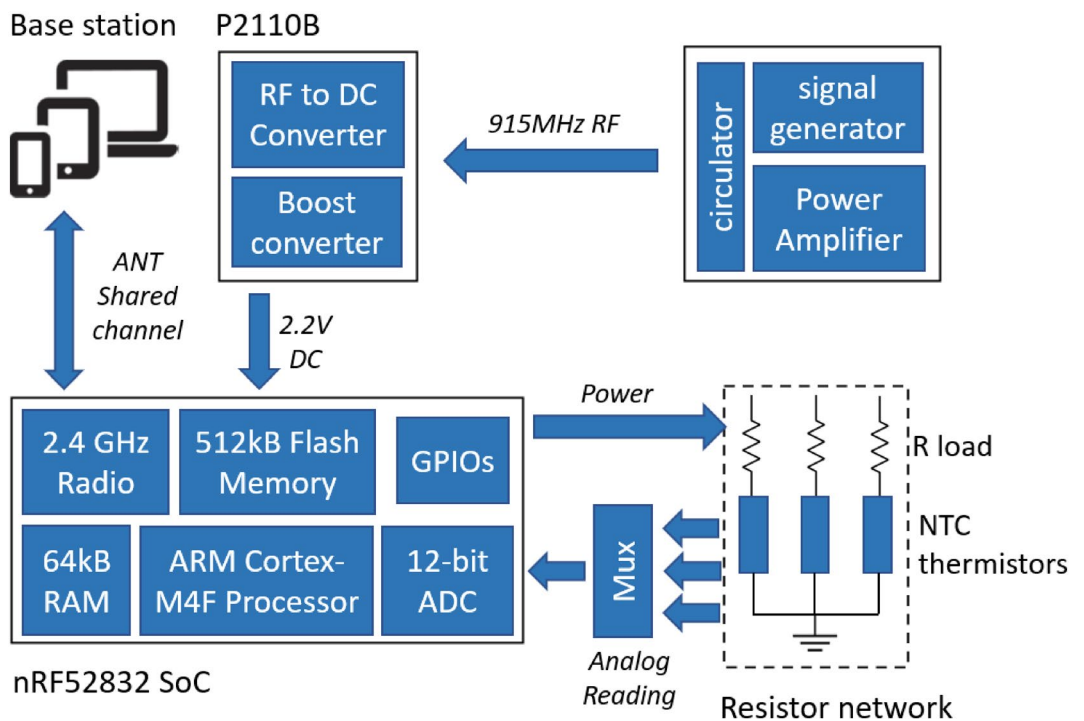 Base station
P2110B
RF to DC
Converter
Boost
converter
915MHz RF
circulator
signal
generator
Power
Amplifier
ANT
Shared
channel
2.2V
DC
2.4 GHz
Radio
512kB Flash
Memory
GPIOs
64kB
RAM
ARM Cortex-
M4F Processor
12-bit
ADC
nRF52832 SoC
Power
Mux
Analog
Reading
R load
NTC
thermistors
Resistor network